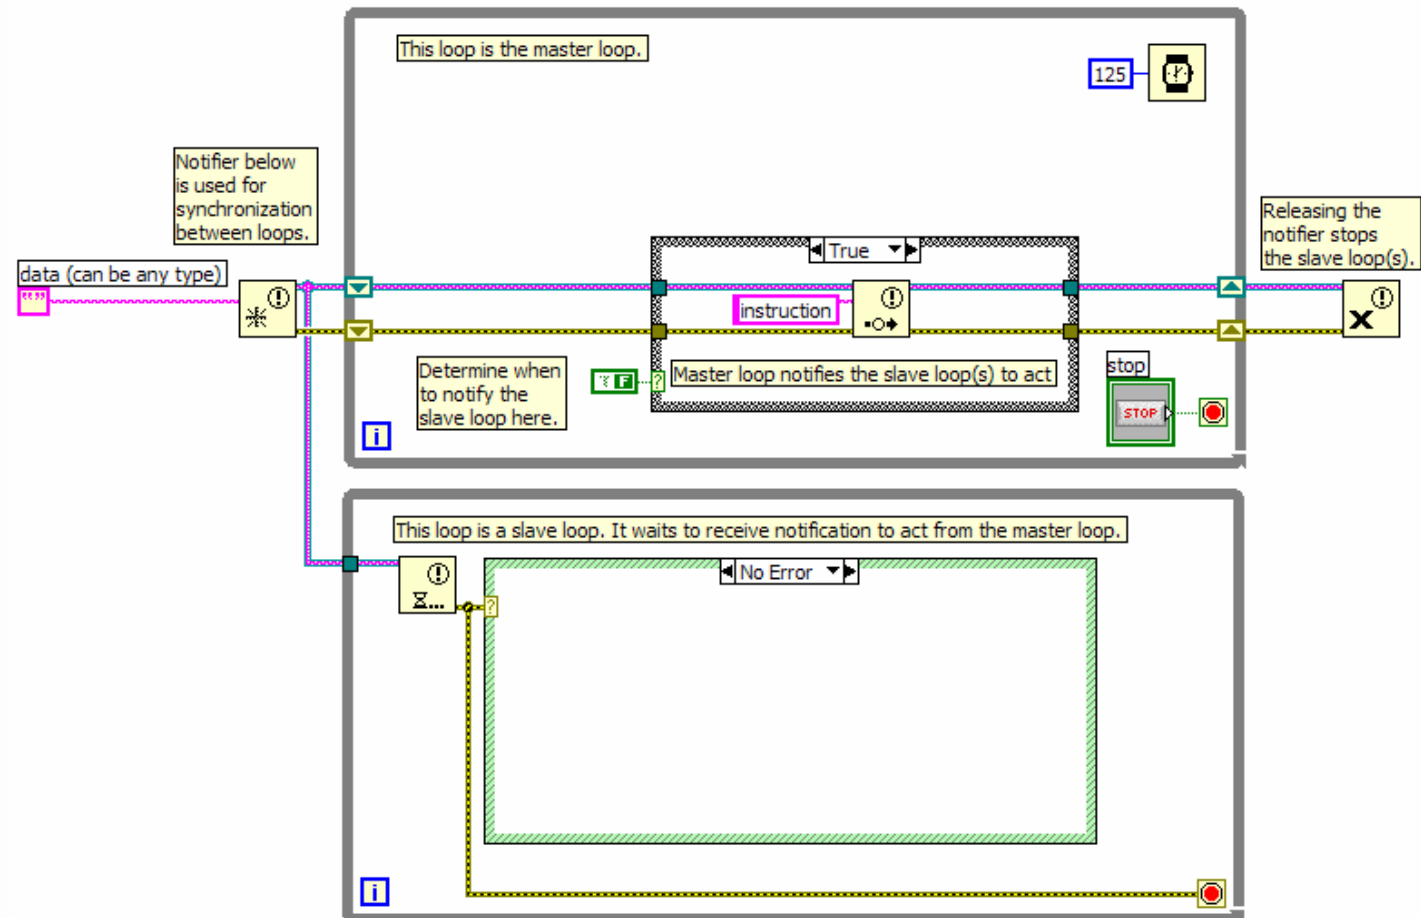 This loop is the master loop.
125
Notifier below
is used for
synchronization
between loops.
Releasing the
notifier stops
the slave loop(s).
data (can be any type)
True
instruction
Determine when
to notify the
slave loop here.
F
?
Master loop notifies the slave loop(s) to act
stop
STOP
i
This loop is a slave loop. It waits to receive notification to act from the master loop.
No Error
?
i